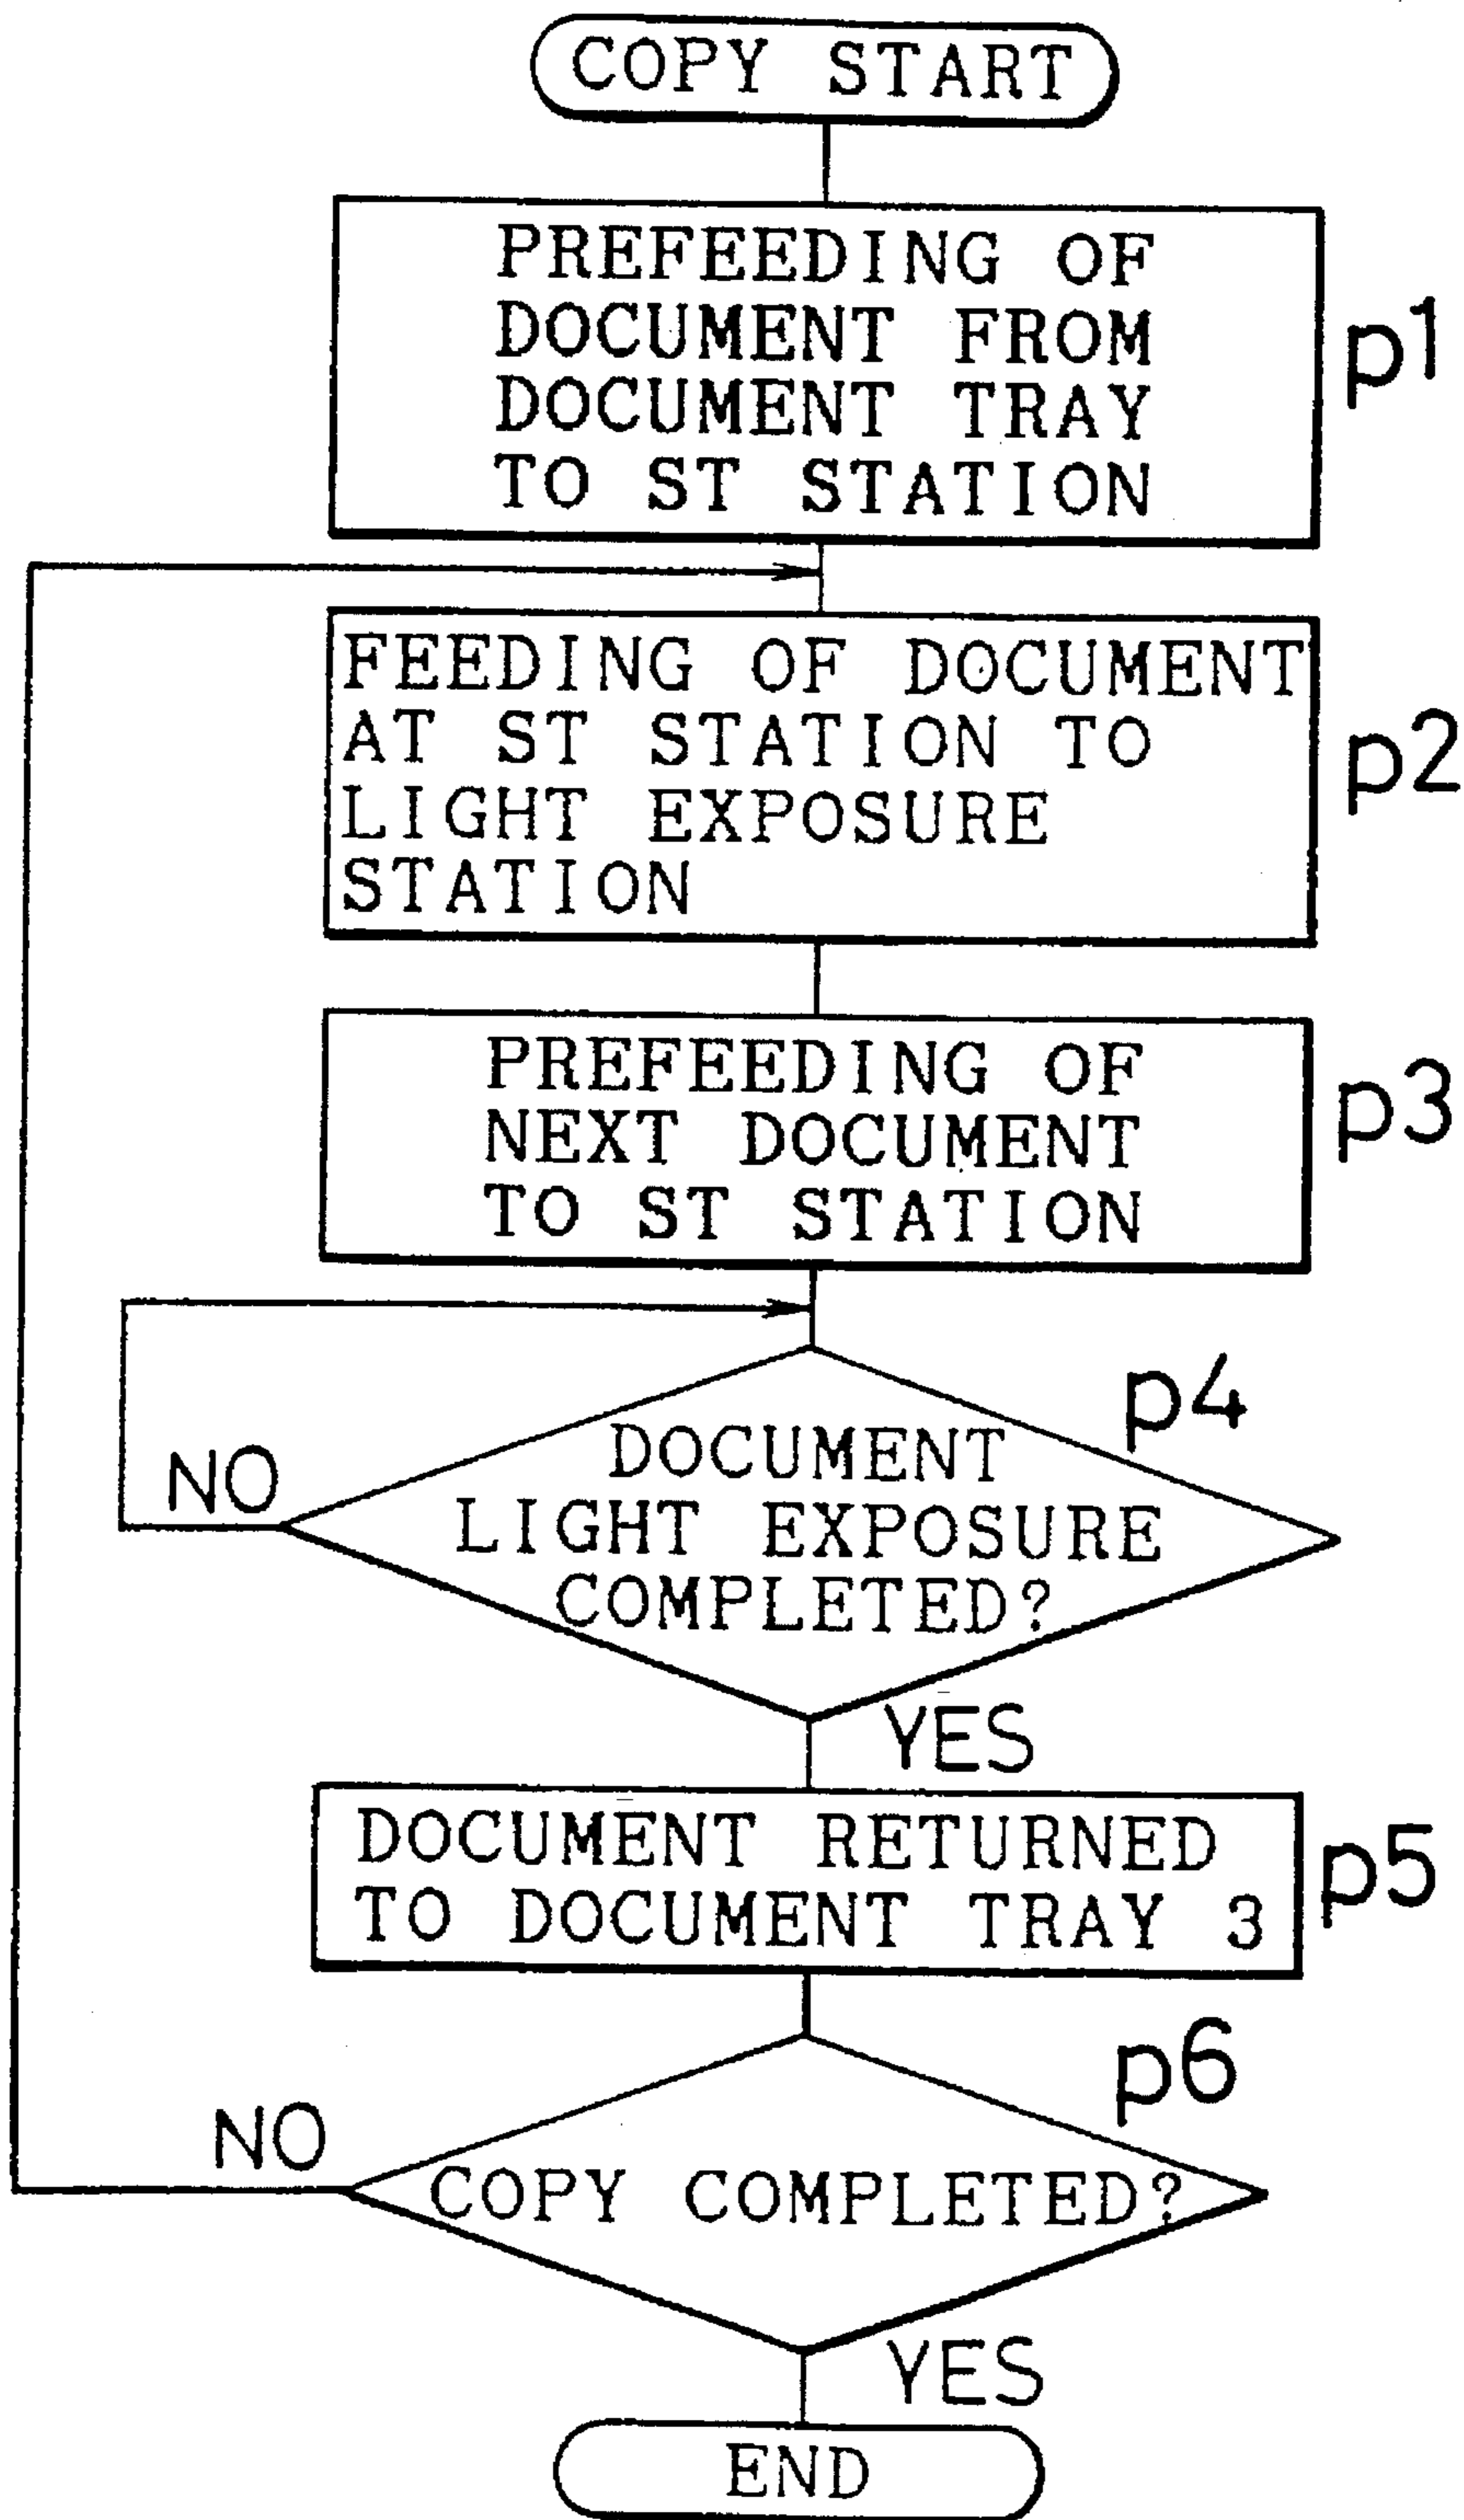 COPY START
PREFEEDING OF
DOCUMENT FROM
DOCUMENT TRAY
TO ST STATION
p1
FEEDING OF DOCUMENT
AT ST STATION TO
LIGHT EXPOSURE
STATION
p2
PREFEEDING OF
NEXT DOCUMENT
TO ST STATION
p3
p4
DOCUMENT
LIGHT EXPOSURE
COMPLETED?
NO
YES
DOCUMENT RETURNED
TO DOCUMENT TRAY 3
p5
p6
NO
COPY COMPLETED?
YES
END